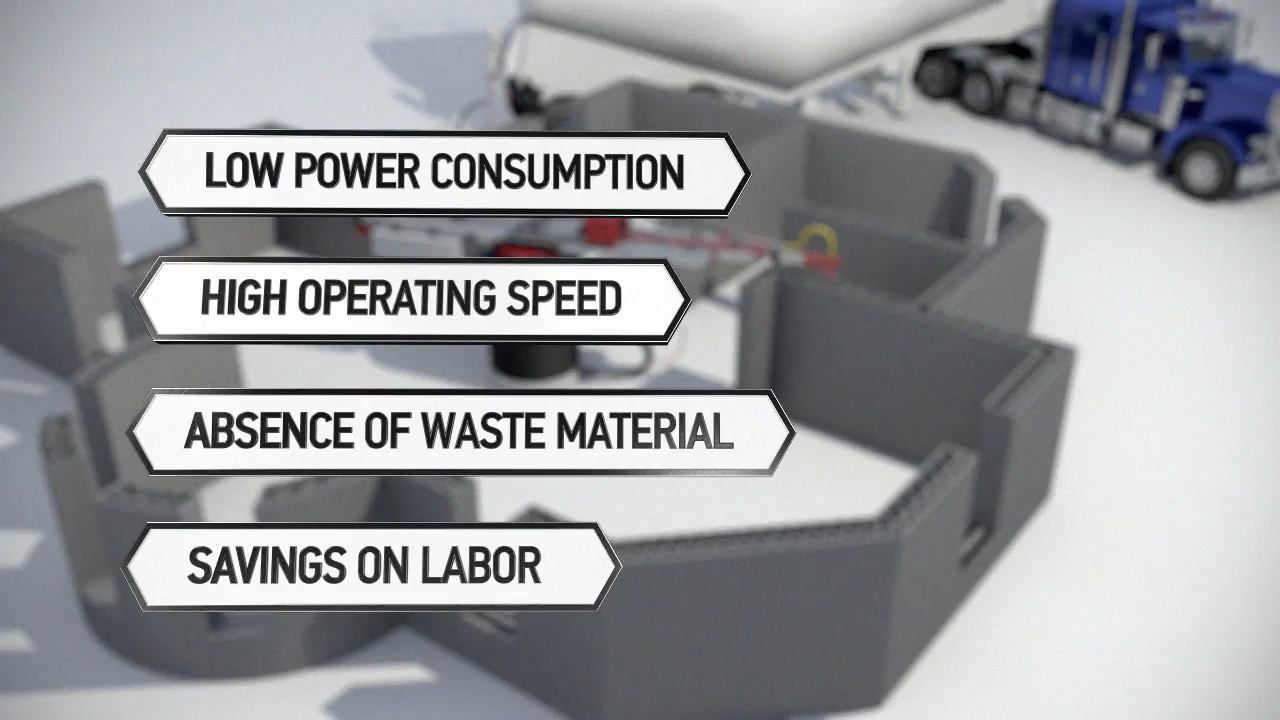 LOW POWER CONSUMPTION
HIGH OPERATING SPEED
ABSENCE OF WASTE MATERIAL
SAVINGS ON LABOR